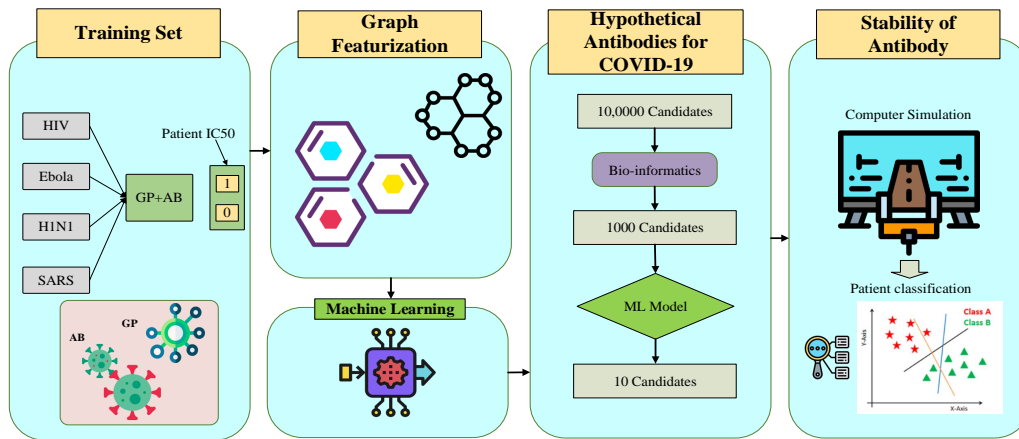 Training Set
HIV
Ebola
H1N1
SARS
GP+AB
Patient IC50
1
0
GP
AB
Graph
Featurization
Machine Learning
Hypothetical
Antibodies for
COVID-19
10,0000 Candidates
Bio-informatics
1000 Candidates
ML Model
10 Candidates
Stability of
Antibody
Computer Simulation
Patient classification
Class A
Class B
Y-Axis
X-Axis